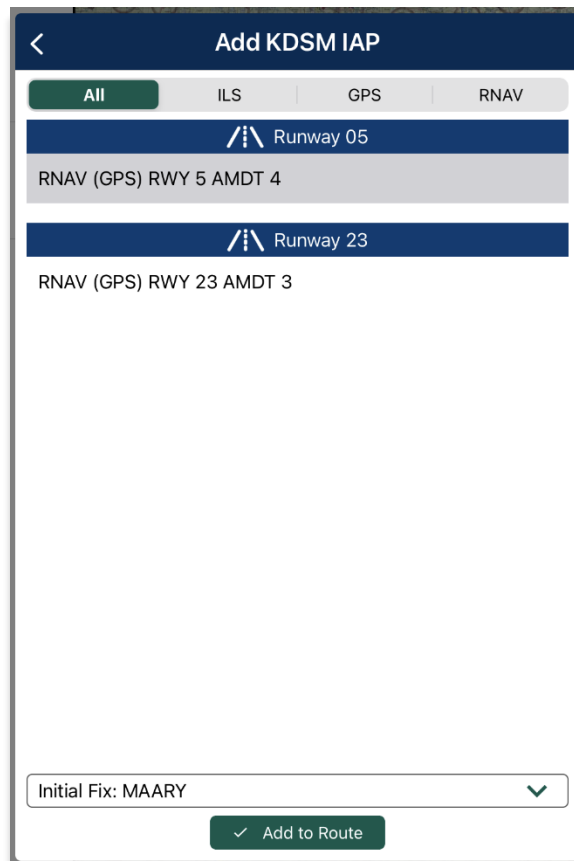 Add KDSM IAP
All ILS GPS RNAV
Runway 05
RNAV (GPS) RWY 5 AMDT 4
Runway 23
RNAV (GPS) RWY 23 AMDT 3
Initial Fix: MAARY
Add to Route